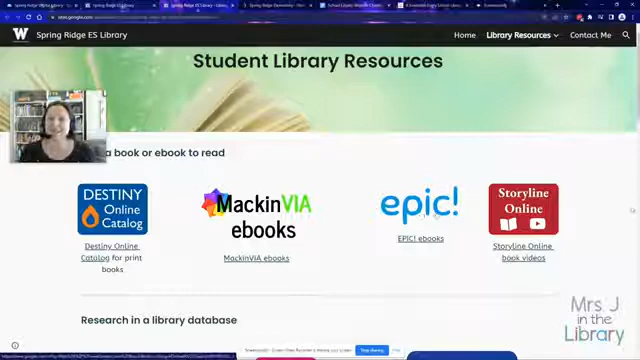 Spring Ridge ES Library
Home
Library Resources
Contact Me
Student Library Resources
a book or ebook to read
DESTINY
Online
Catalog
MackinVIA
ebooks
epic!
Storyline
Online
Destiny Online
Catalog for print
books
MackinVIA ebooks
EPIC! ebooks
Storyline Online
book videos
Research in a library database
Mrs. J
in the
Library